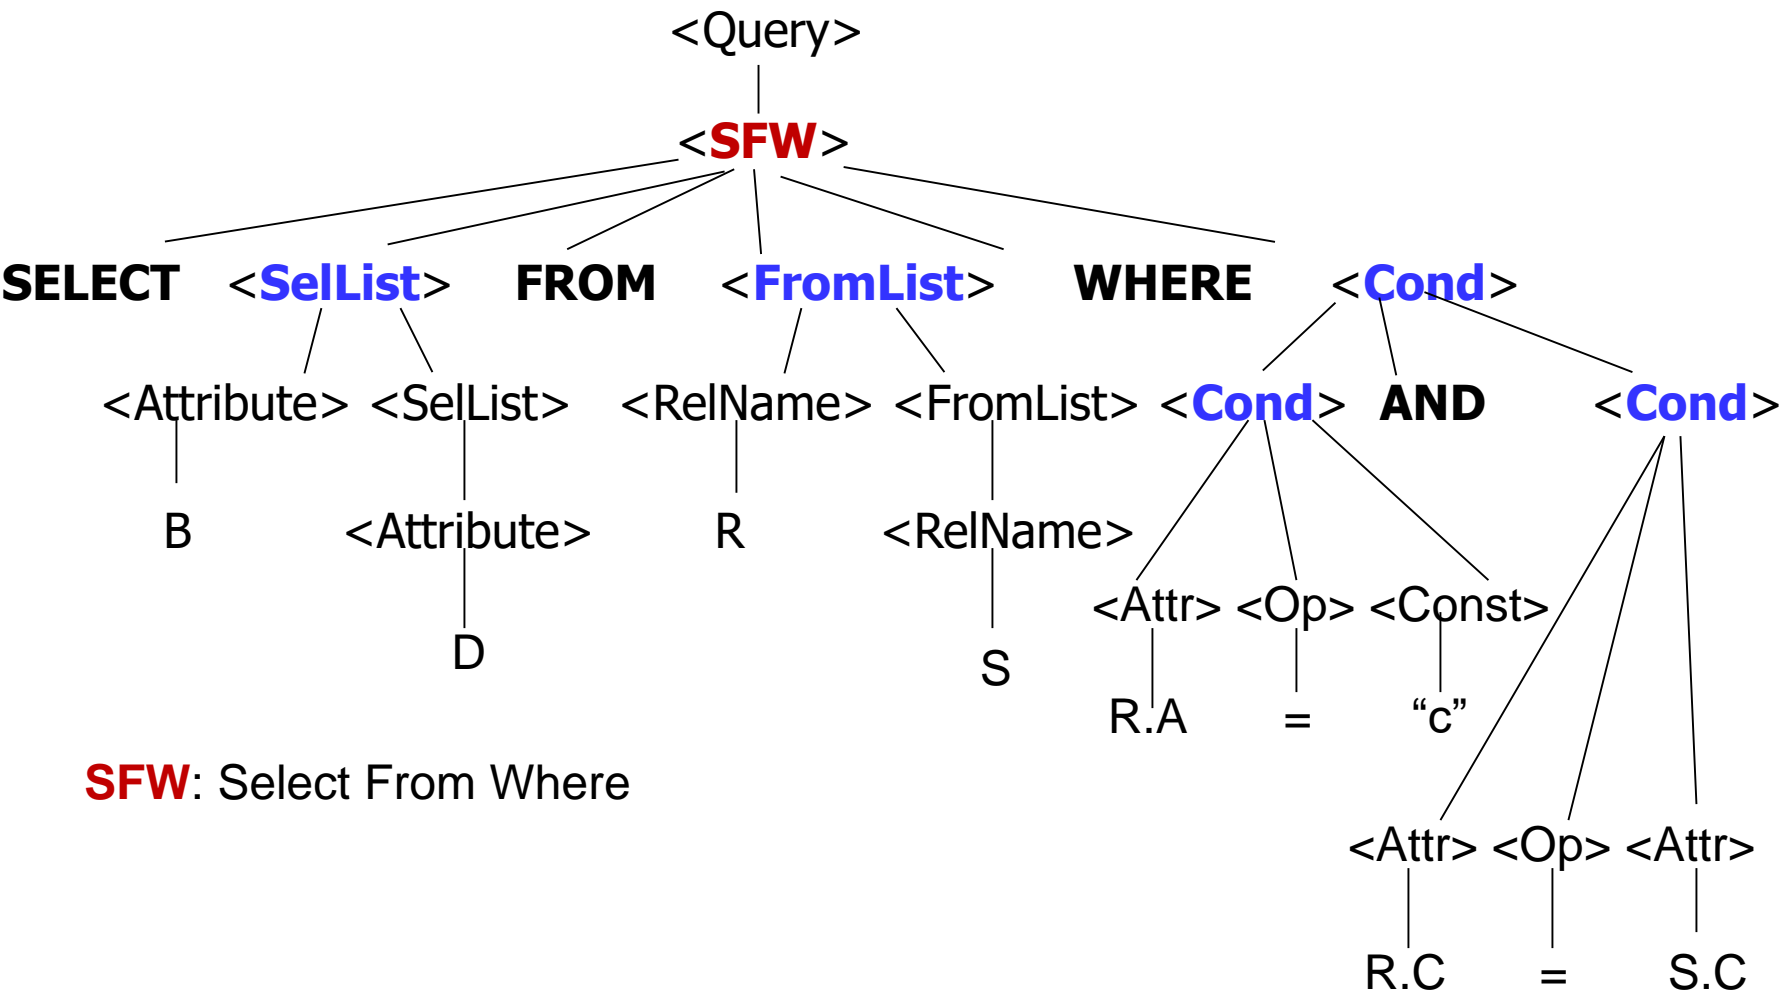 <Query>
<SFW>
SELECT <SelList> FROM <FromList> WHERE <Cond>
<Attribute> <SelList> <RelName> <FromList> <Cond> AND <Cond>
B <Attribute> R <RelName>
<Attr> <Op> <Const>
D S
R.A = “c”
SFW: Select From Where
<Attr> <Op> <Attr>
R.C = S.C